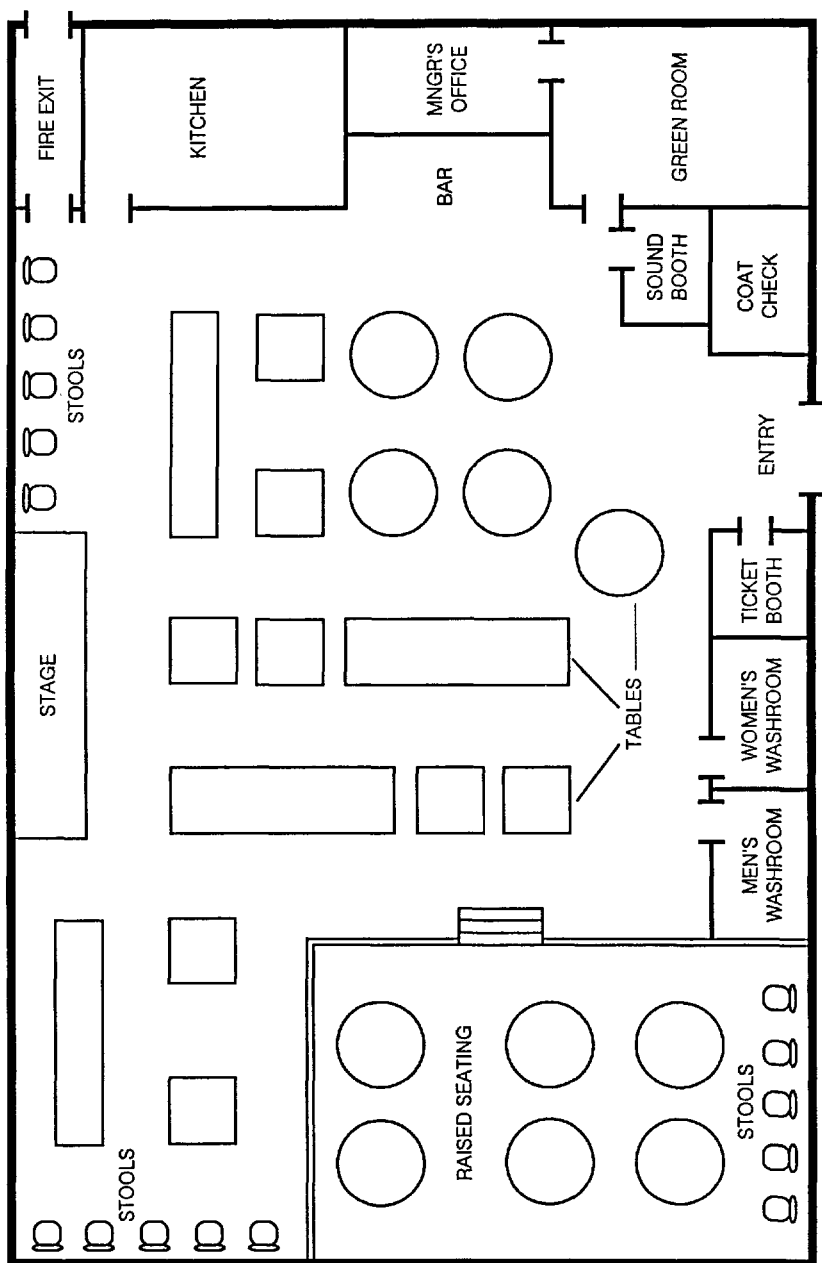 STAGE
FIRE EXIT
STOOLS
STOOLS
KITCHEN
MNGR'S
OFFICE
BAR
RAISED SEATING
TABLES
SOUND
BOOTH
GREEN ROOM
STOOLS
MEN'S
WASHROOM
WOMEN'S
WASHROOM
TICKET
BOOTH
ENTRY
COAT
CHECK